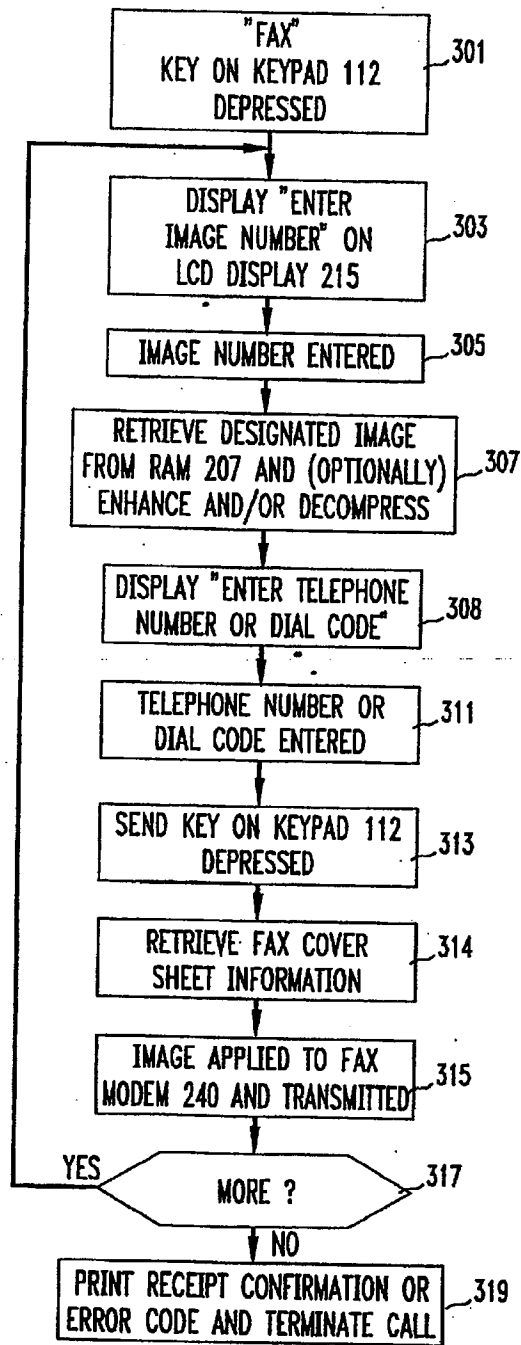 "FAX"
KEY ON KEYPAD 112
DEPRESSED
301
DISPLAY "ENTER
IMAGE NUMBER" ON
LCD DISPLAY 215
303
IMAGE NUMBER ENTERED
305
RETRIEVE DESIGNATED IMAGE
FROM RAM 207 AND (OPTIONALLY)
ENHANCE AND/OR DECOMPRESS
307
DISPLAY "ENTER TELEPHONE
NUMBER OR DIAL CODE"
308
TELEPHONE NUMBER OR
DIAL CODE ENTERED
311
SEND KEY ON KEYPAD 112
DEPRESSED
313
RETRIEVE FAX COVER
SHEET INFORMATION
314
IMAGE APPLIED TO FAX
MODEM 240 AND TRANSMITTED
315
YES
MORE ?
317
NO
PRINT RECEIPT CONFIRMATION OR
ERROR CODE AND TERMINATE CALL
319